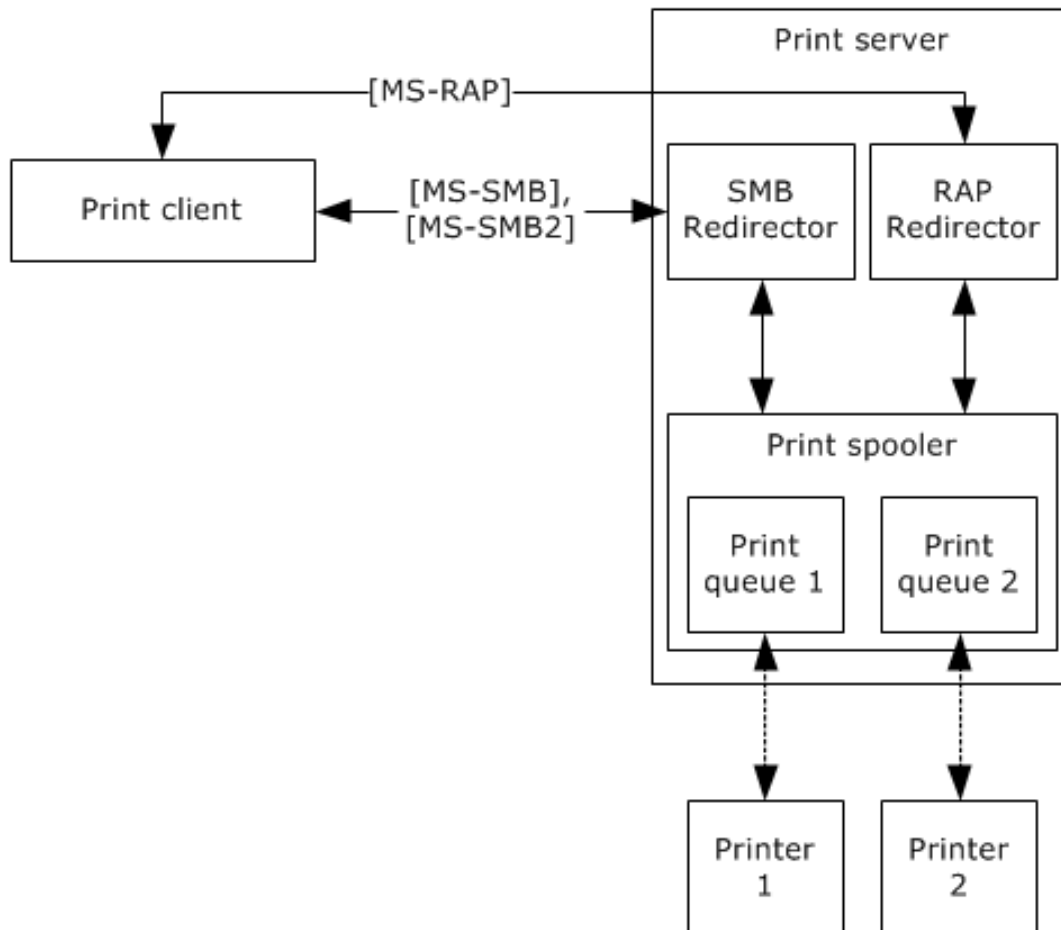 Print server
[MS-RAP]
Print client
[MS-SMB],
[MS-SMB2]
SMB
Redirector
RAP
Redirector
Print spooler
Print
queue 1
Print
queue 2
Printer
1
Printer
2